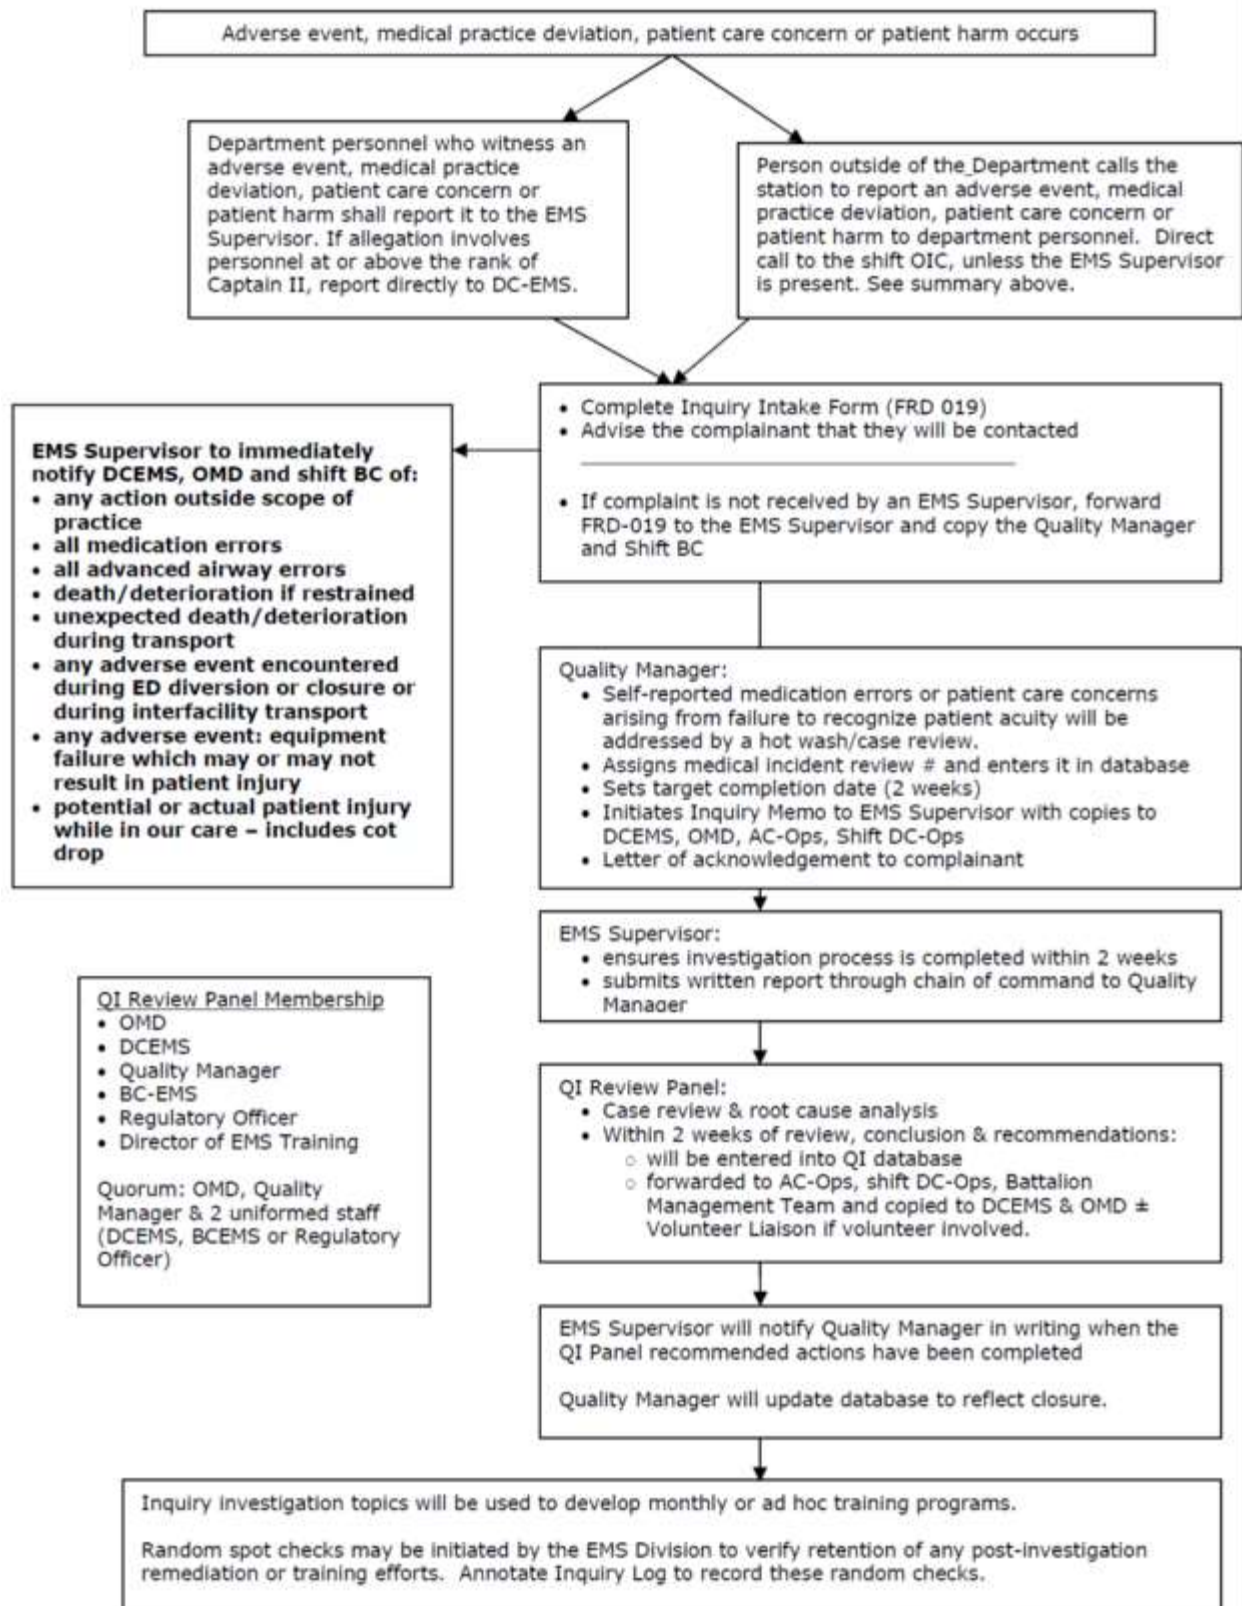 Adverse event, medical practice deviation, patient care concern or patient harm occurs
Department personnel who witness an
adverse event, medical practice
deviation, patient care concern or
patient harm shall report it to the EMS
Supervisor. If allegation involves
personnel at or above the rank of
Captain II, report directly to DC-EMS.
Person outside of the Department calls the
station to report an adverse event, medical
practice deviation, patient care concern or
patient harm to department personnel.  Direct
call to the shift OIC, unless the EMS Supervisor
is present. See summary above.
• Complete Inquiry Intake Form (FRD 019)
• Advise the complainant that they will be contacted
• If complaint is not received by an EMS Supervisor, forward
FRD-019 to the EMS Supervisor and copy the Quality Manager
and Shift BC
EMS Supervisor to immediately
notify DCEMS, OMD and shift BC of:
• any action outside scope of
practice
• all medication errors
• all advanced airway errors
• death/deterioration if restrained
• unexpected death/deterioration
during transport
• any adverse event encountered
during ED diversion or closure or
during interfacility transport
• any adverse event: equipment
failure which may or may not
result in patient injury
• potential or actual patient injury
while in our care – includes cot
drop
Quality Manager:
• Self-reported medication errors or patient care concerns
arising from failure to recognize patient acuity will be
addressed by a hot wash/case review.
• Assigns medical incident review # and enters it in database
• Sets target completion date (2 weeks)
• Initiates Inquiry Memo to EMS Supervisor with copies to
DCEMS, OMD, AC-Ops, Shift DC-Ops
• Letter of acknowledgement to complainant
EMS Supervisor:
• ensures investigation process is completed within 2 weeks
• submits written report through chain of command to Quality
Manager
QI Review Panel Membership
• OMD
• DCEMS
• Quality Manager
• BC-EMS
• Regulatory Officer
• Director of EMS Training
Quorum: OMD, Quality
Manager & 2 uniformed staff
(DCEMS, BCEMS or Regulatory
Officer)
QI Review Panel:
• Case review & root cause analysis
• Within 2 weeks of review, conclusion & recommendations:
○ will be entered into QI database
○ forwarded to AC-Ops, shift DC-Ops, Battalion
Management Team and copied to DCEMS & OMD ±
Volunteer Liaison if volunteer involved.
EMS Supervisor will notify Quality Manager in writing when the
QI Panel recommended actions have been completed
Quality Manager will update database to reflect closure.
Inquiry investigation topics will be used to develop monthly or ad hoc training programs.
Random spot checks may be initiated by the EMS Division to verify retention of any post-investigation
remediation or training efforts.  Annotate Inquiry Log to record these random checks.